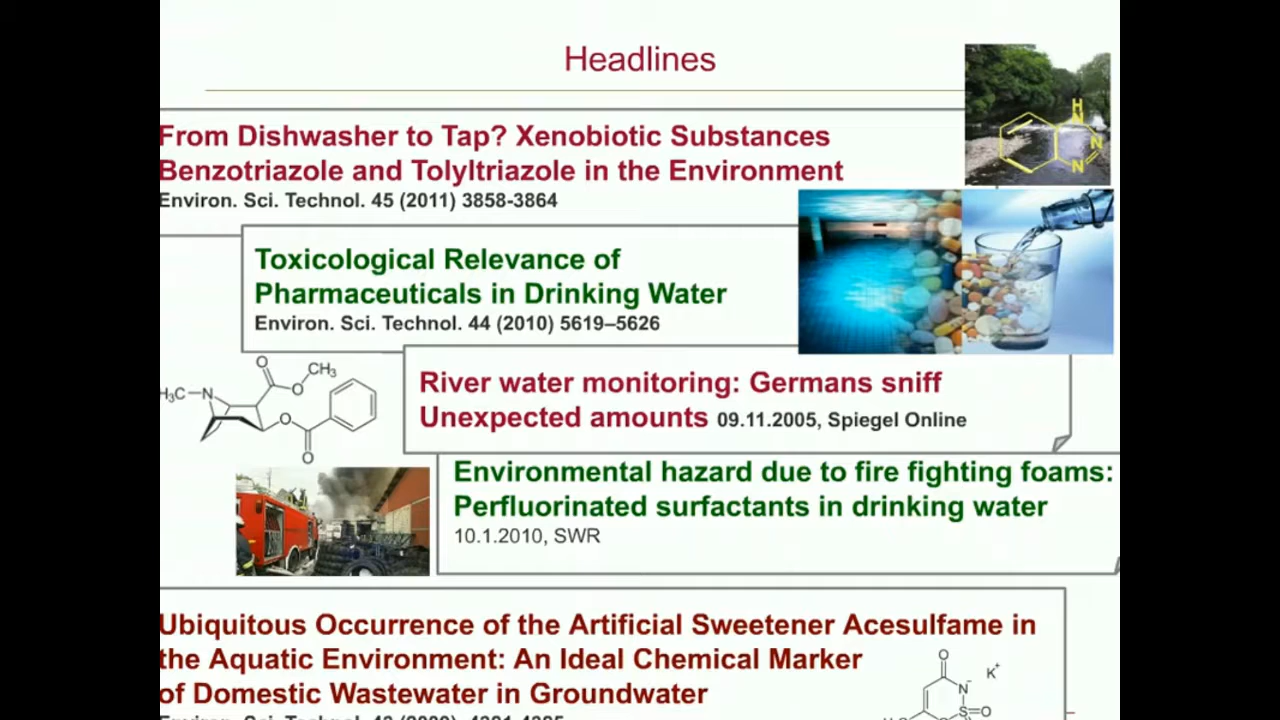 Headlines
From Dishwasher to Tap? Xenobiotic Substances
Benzotriazole and Tolyltriazole in the Environment
Environ. Sci. Technol. 45 (2011) 3858-3864
H
N
N
N
Toxicological Relevance of
Pharmaceuticals in Drinking Water
Environ. Sci. Technol. 44 (2010) 5619–5626
O
CH3
H3C–N
O
O
O
River water monitoring: Germans sniff
Unexpected amounts 09.11.2005, Spiegel Online
Environmental hazard due to fire fighting foams:
Perfluorinated surfactants in drinking water
10.1.2010, SWR
Ubiquitous Occurrence of the Artificial Sweetener Acesulfame in
the Aquatic Environment: An Ideal Chemical Marker
of Domestic Wastewater in Groundwater
O
K+
N-
S=O